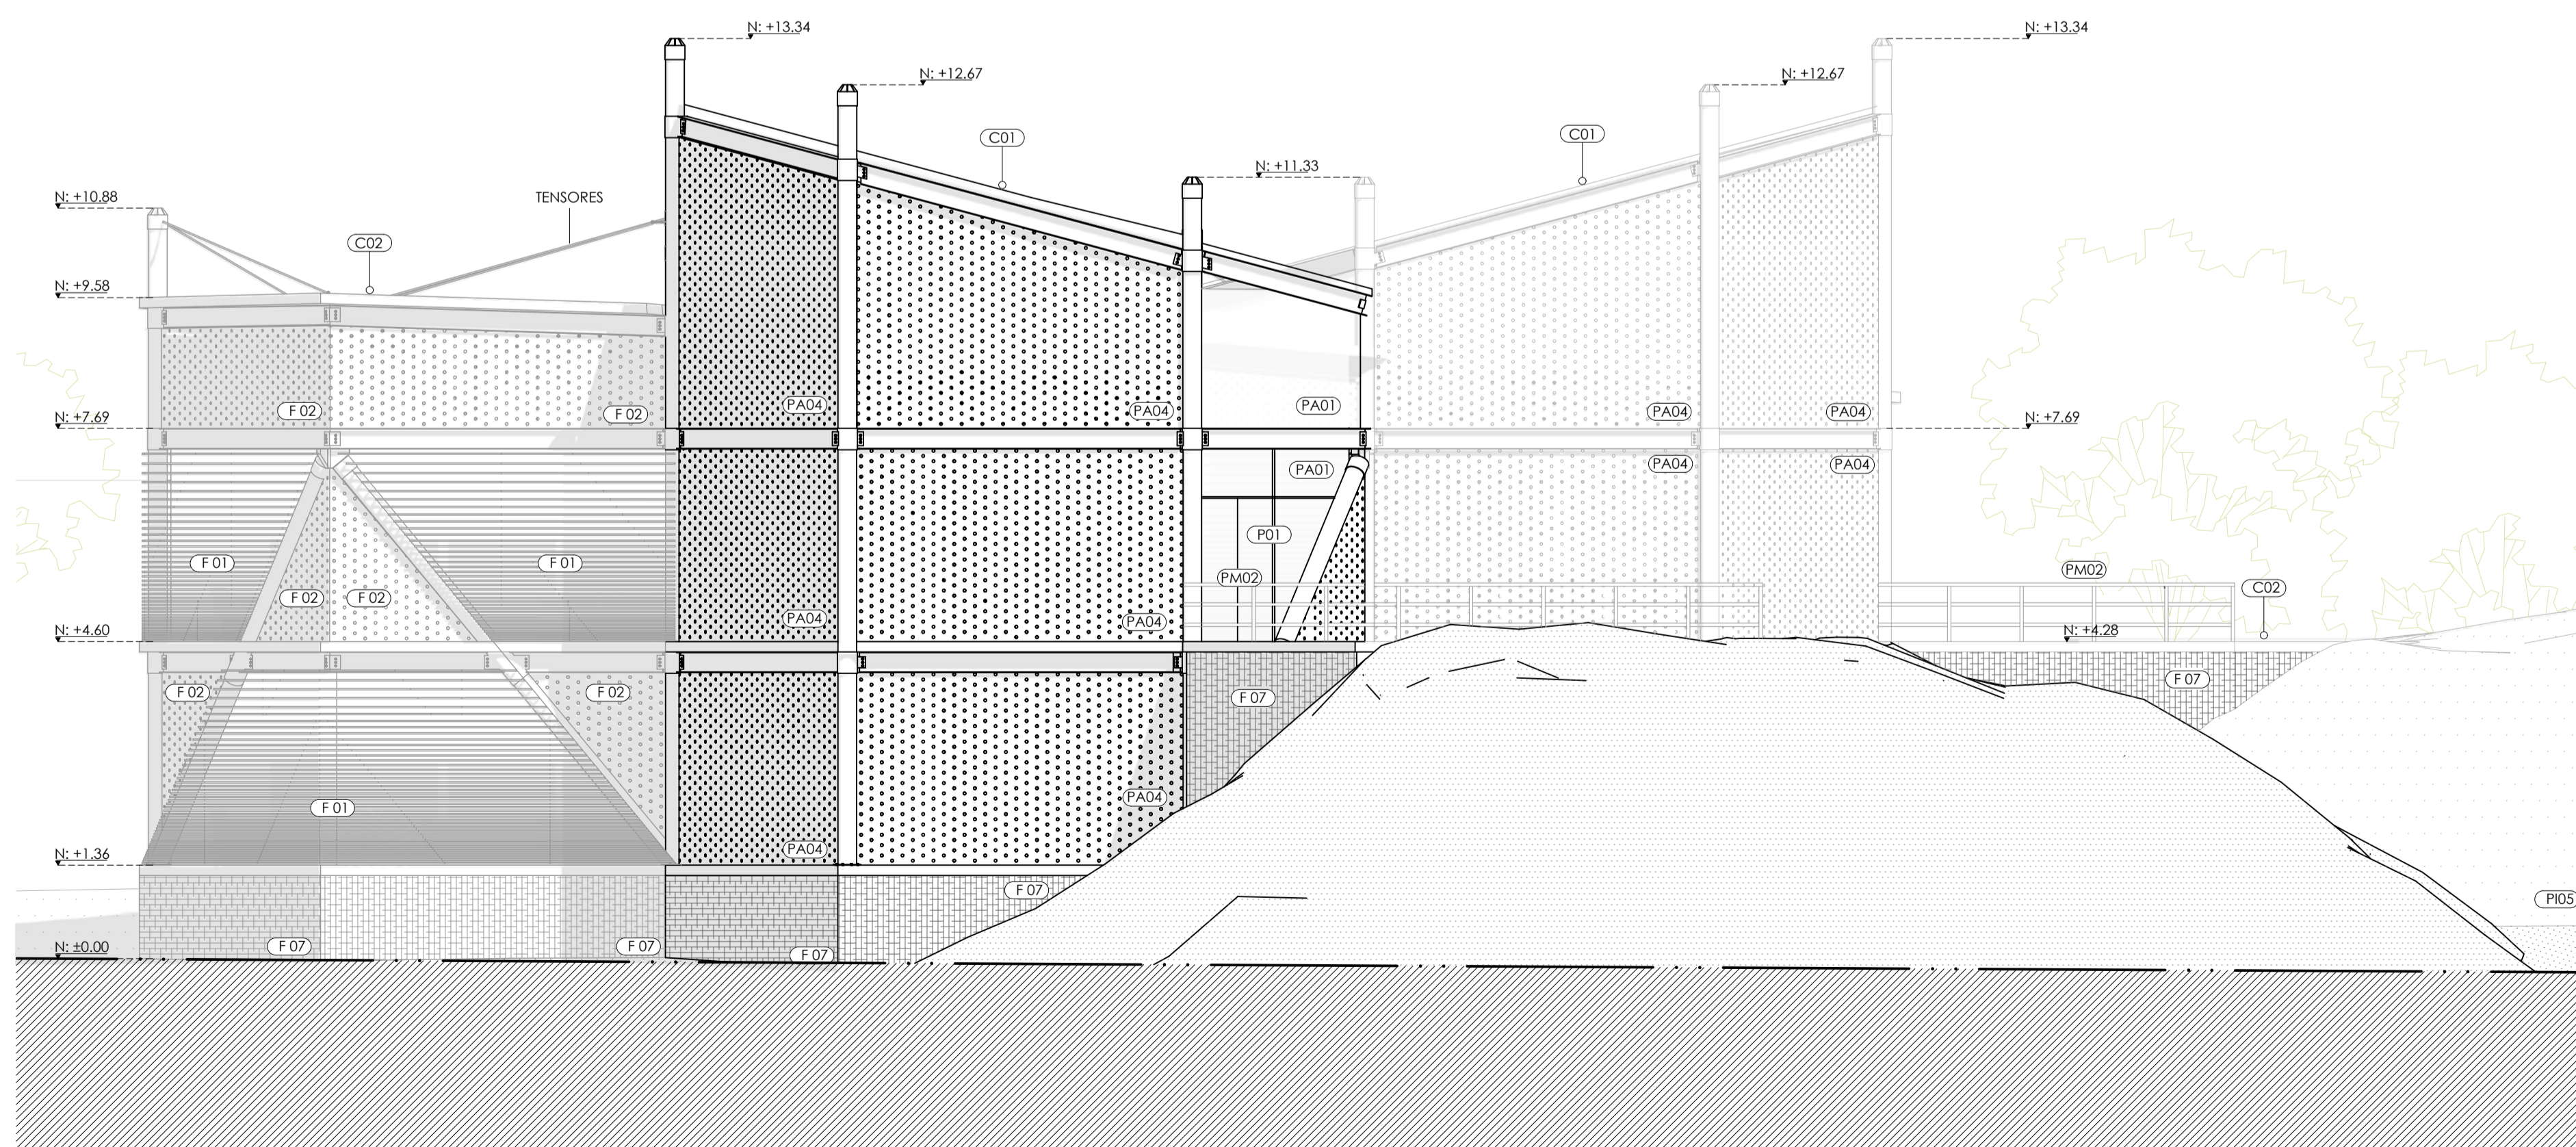 N: +13.34
N: +13.34
N: +12.67
N: +12.67
C01
C01
N: +11.33
N: +10.88
TENSORES
C02
N: +9.58
PA04
PA04
PA01
PA04
PA04
F 02
F 02
N: +7.69
N: +7.69
PA01
PA04
PA04
P01
F 01
F 01
PM02
PM02
C02
F 02
F 02
PA04
PA04
N: +4.60
N: +4.28
F 02
F 02
F 07
F 07
PA04
F 01
PA04
N: +1.36
F 07
PI05
N: ±0.00
F 07
F 07
F 07